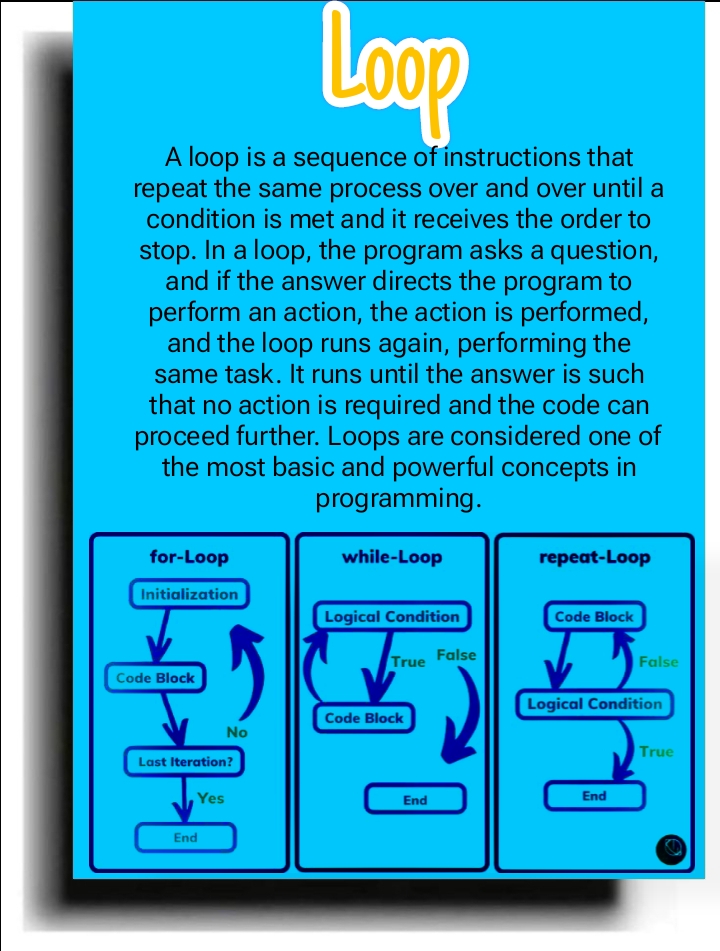 Loop
A loop is a sequence of instructions that
repeat the same process over and over until a
condition is met and it receives the order to
stop. In a loop, the program asks a question,
and if the answer directs the program to
perform an action, the action is performed,
and the loop runs again, performing the
same task. It runs until the answer is such
that no action is required and the code can
proceed further. Loops are considered one of
the most basic and powerful concepts in
programming.
for-Loop
Initialization
Code Block
No
Last Iteration?
Yes
End
while-Loop
Logical Condition
True
False
Code Block
End
repeat-Loop
Code Block
False
Logical Condition
True
End